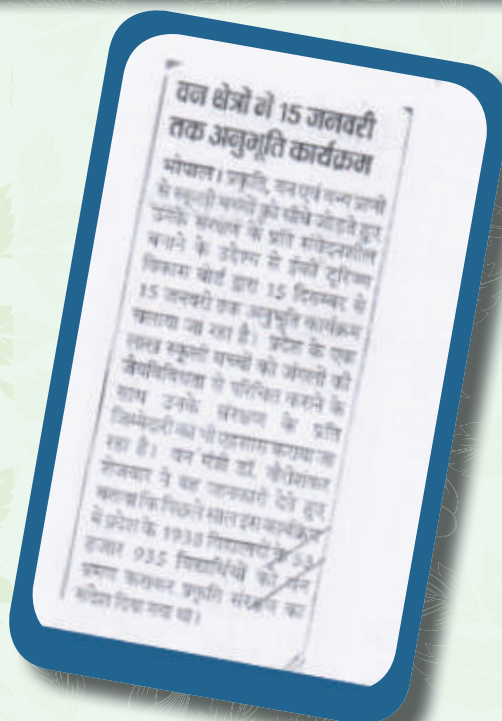 वन क्षेत्रों में 15 जनवरी
तक अनुभूति कार्यक्रम
भोपाल। प्रकृति, वन एवं वन्य प्राणी
से स्कूली बच्चों को सीधे जोड़ते हुए
उनके संरक्षण के प्रति संवेदनशील
बनाने के उद्देश्य से ईको टूरिज्म
विकास बोर्ड द्वारा 15 दिसम्बर से
15 जनवरी तक अनुभूति कार्यक्रम
चलाया जा रहा है। प्रदेश के एक
लाख स्कूली बच्चों को जंगलों की
जैवविविधता से परिचित कराने के
साथ उनके संरक्षण के प्रति
जिम्मेदारी का भी एहसास कराया जा
रहा है। वन मंत्री डॉ. गौरीशंकर
शेजवार ने यह जानकारी देते हुए
बताया कि पिछले साल इस कार्यक्रम
में प्रदेश के 1938 विद्यालयों के 53
हजार 935 विद्यार्थियों को वन
भ्रमण कराकर प्रकृति संरक्षण का
संदेश दिया गया था।